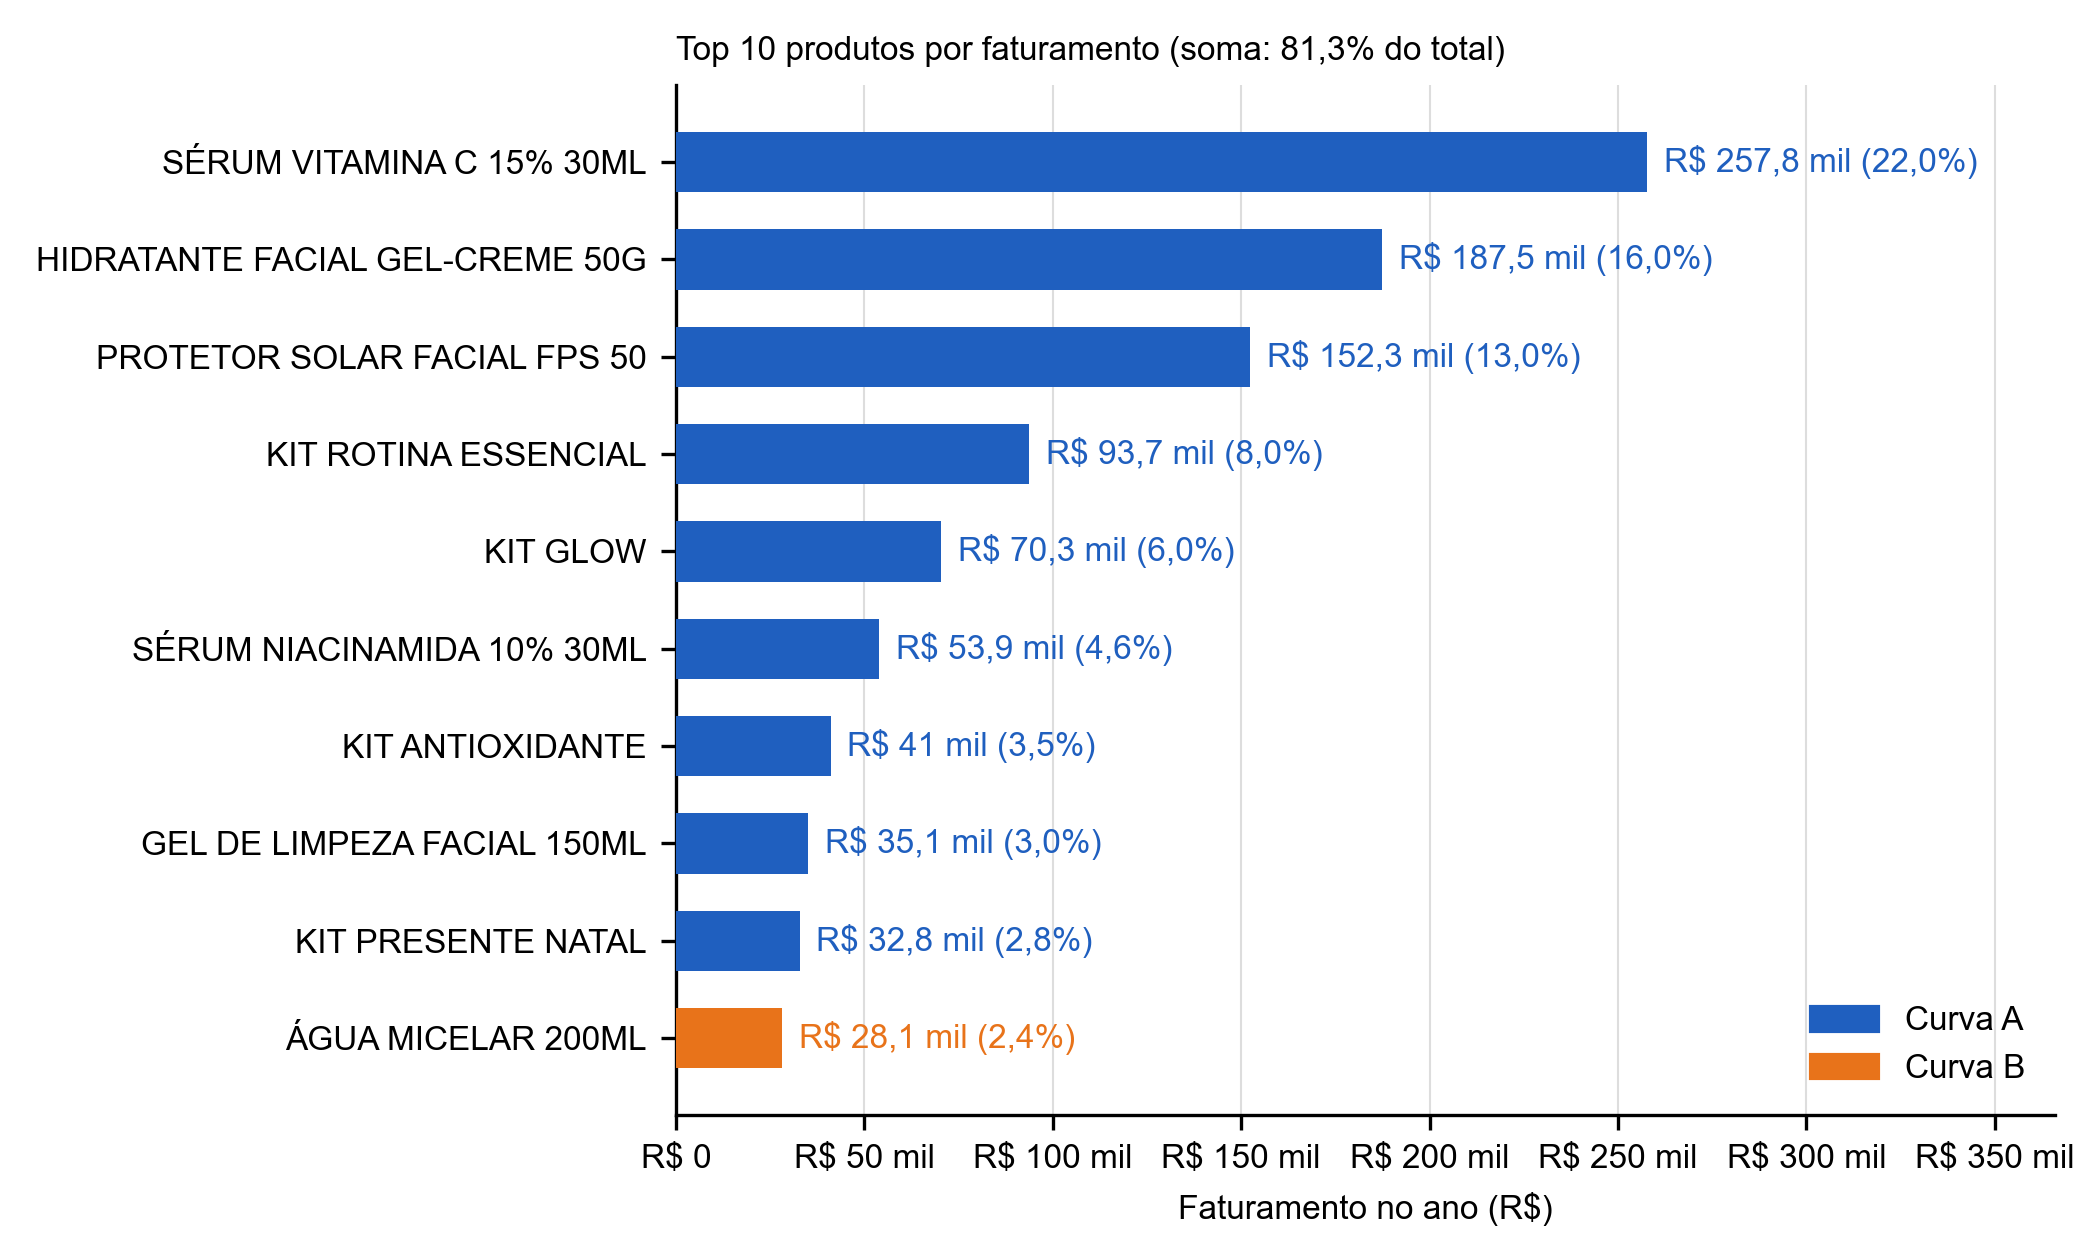 Top 10 produtos por faturamento (soma: 81,3% do total)
SÉRUM VITAMINA C 15% 30ML R$ 257,8 mil (22,0%)
HIDRATANTE FACIAL GEL-CREME 50G R$ 187,5 mil (16,0%)
PROTETOR SOLAR FACIAL FPS 50 R$ 152,3 mil (13,0%)
KIT ROTINA ESSENCIAL R$ 93,7 mil (8,0%)
KIT GLOW R$ 70,3 mil (6,0%)
SÉRUM NIACINAMIDA 10% 30ML R$ 53,9 mil (4,6%)
KIT ANTIOXIDANTE R$ 41 mil (3,5%)
GEL DE LIMPEZA FACIAL 150ML R$ 35,1 mil (3,0%)
KIT PRESENTE NATAL R$ 32,8 mil (2,8%)
ÁGUA MICELAR 200ML R$ 28,1 mil (2,4%)
Curva A
Curva B
R$ 0 R$ 50 mil R$ 100 mil R$ 150 mil R$ 200 mil R$ 250 mil R$ 300 mil R$ 350 mil
Faturamento no ano (R$)